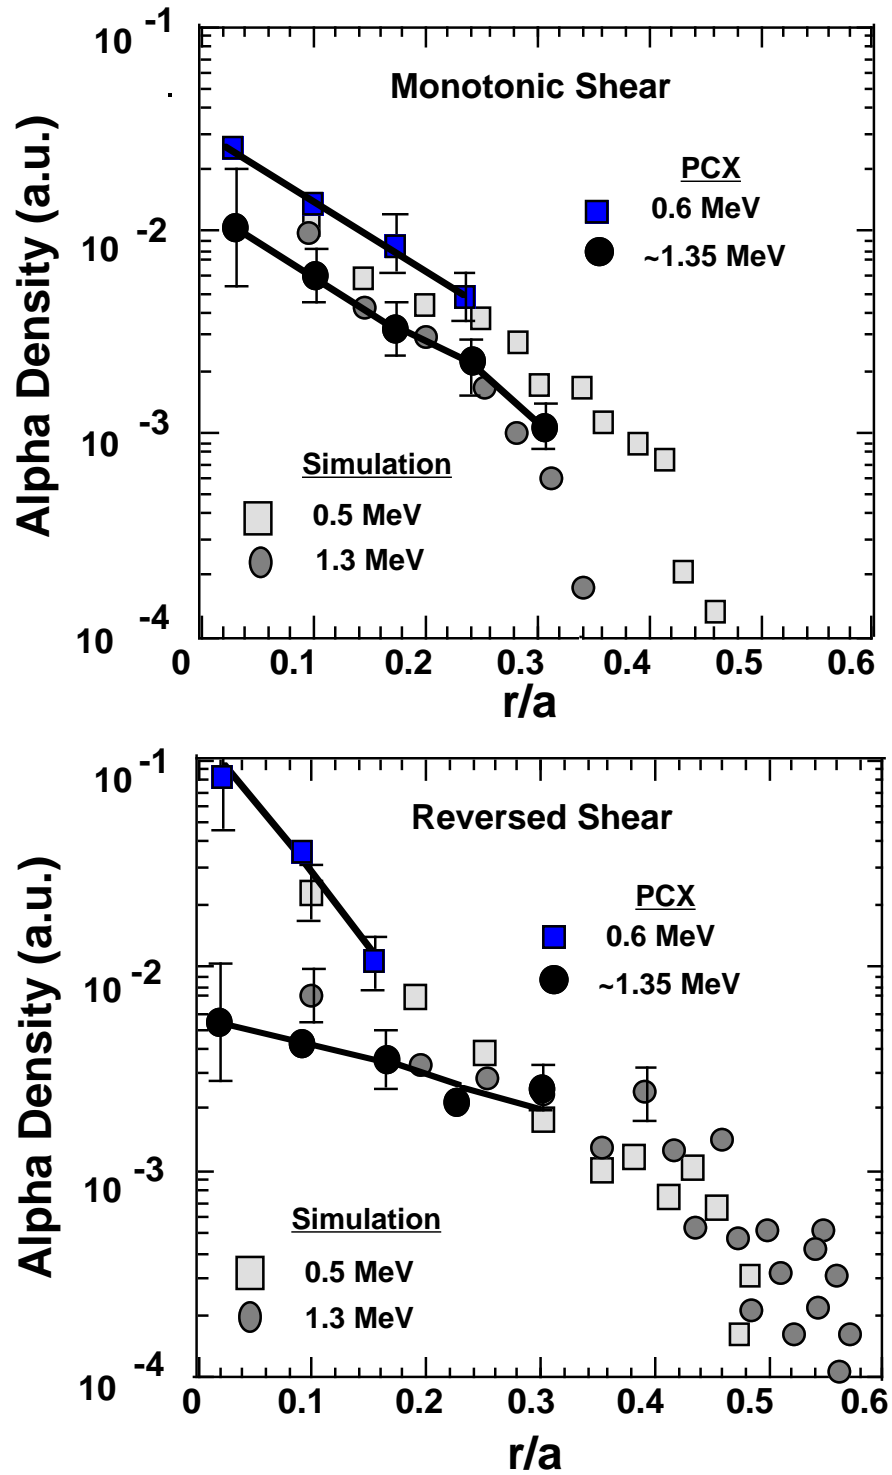 10^-1
Monotonic Shear
PCX
0.6 MeV
~1.35 MeV
10^-2
Alpha Density (a.u.)
10^-3
Simulation
0.5 MeV
1.3 MeV
10^-4
0 0.1 0.2 0.3 0.4 0.5 0.6
r/a
10^-1
Reversed Shear
PCX
0.6 MeV
~1.35 MeV
10^-2
Alpha Density (a.u.)
10^-3
Simulation
0.5 MeV
1.3 MeV
10^-4
0 0.1 0.2 0.3 0.4 0.5 0.6
r/a